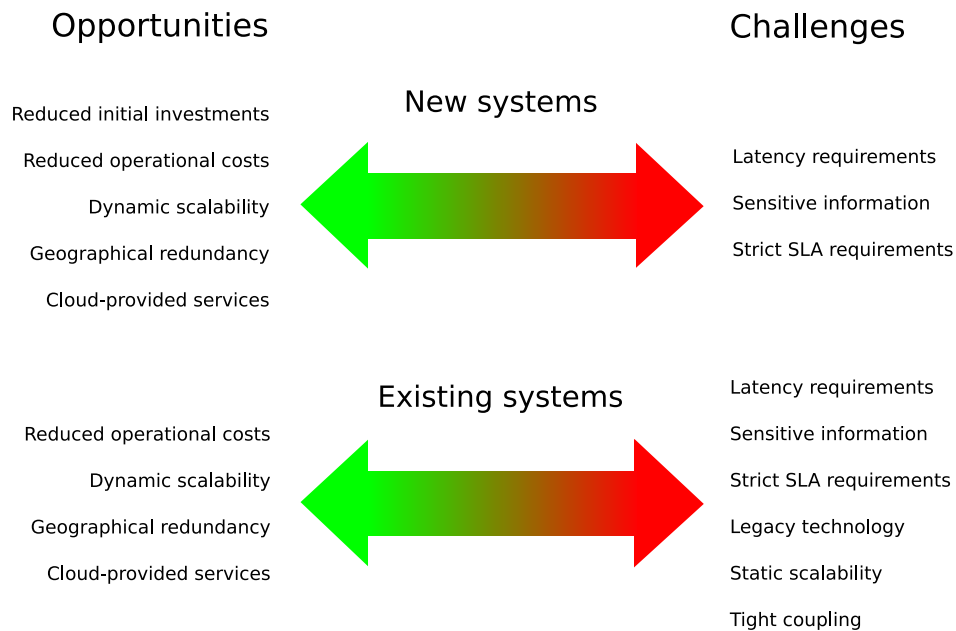 Opportunities
Challenges
New systems
Reduced initial investments
Reduced operational costs
Dynamic scalability
Geographical redundancy
Cloud-provided services
Latency requirements
Sensitive information
Strict SLA requirements
Existing systems
Reduced operational costs
Dynamic scalability
Geographical redundancy
Cloud-provided services
Latency requirements
Sensitive information
Strict SLA requirements
Legacy technology
Static scalability
Tight coupling